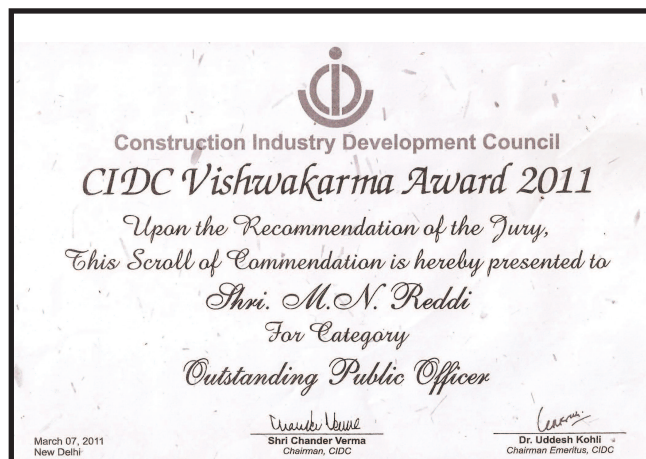 Construction Industry Development Council
CIDC Vishwakarma Award 2011
Upon the Recommendation of the Jury,
This Scroll of Commendation is hereby presented to
Shri. M.N. Reddi
For Category
Outstanding Public Officer
March 07, 2011
New Delhi
Chander Verma
Shri Chander Verma
Chairman, CIDC
Dr. Uddesh Kohli
Chairman Emeritus, CIDC